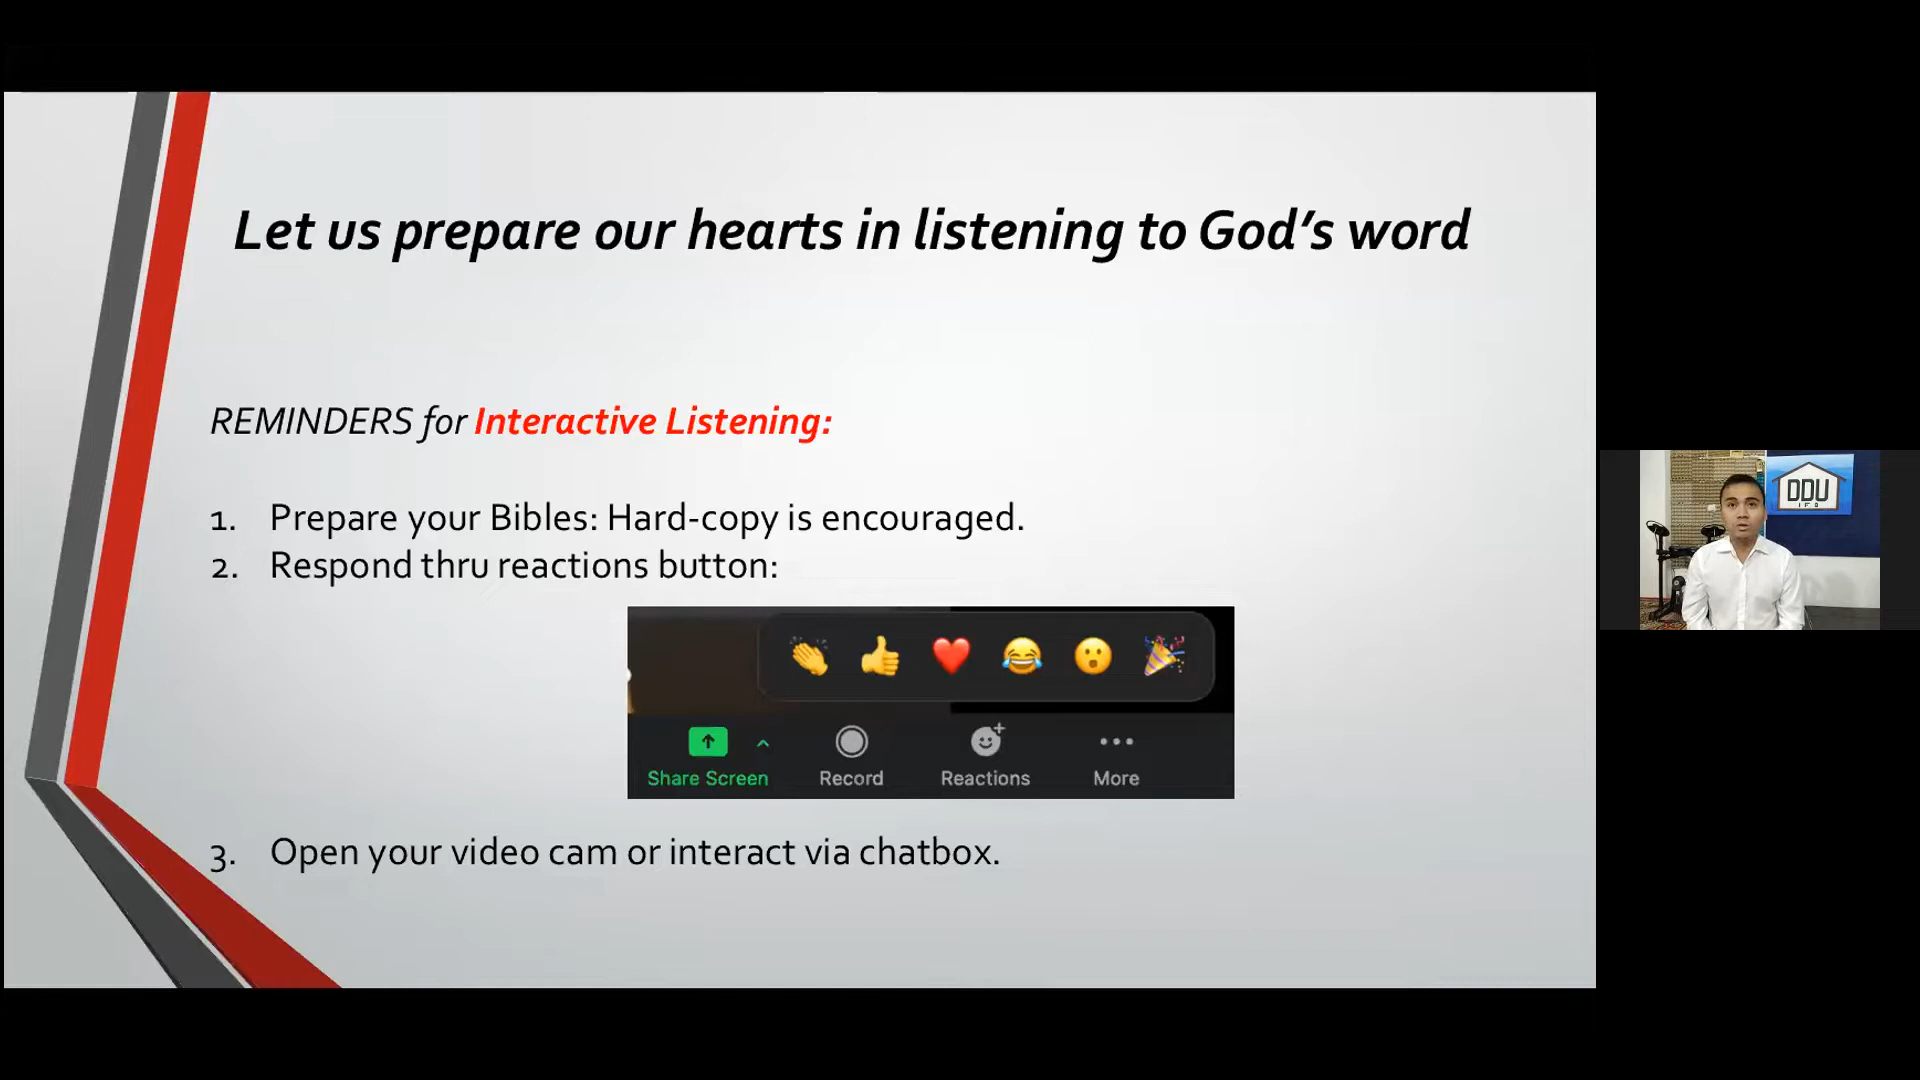 Let us prepare our hearts in listening to God’s word
REMINDERS for Interactive Listening:
1. Prepare your Bibles: Hard-copy is encouraged.
2. Respond thru reactions button:
Share Screen
Record
Reactions
More
3. Open your video cam or interact via chatbox.
DDU